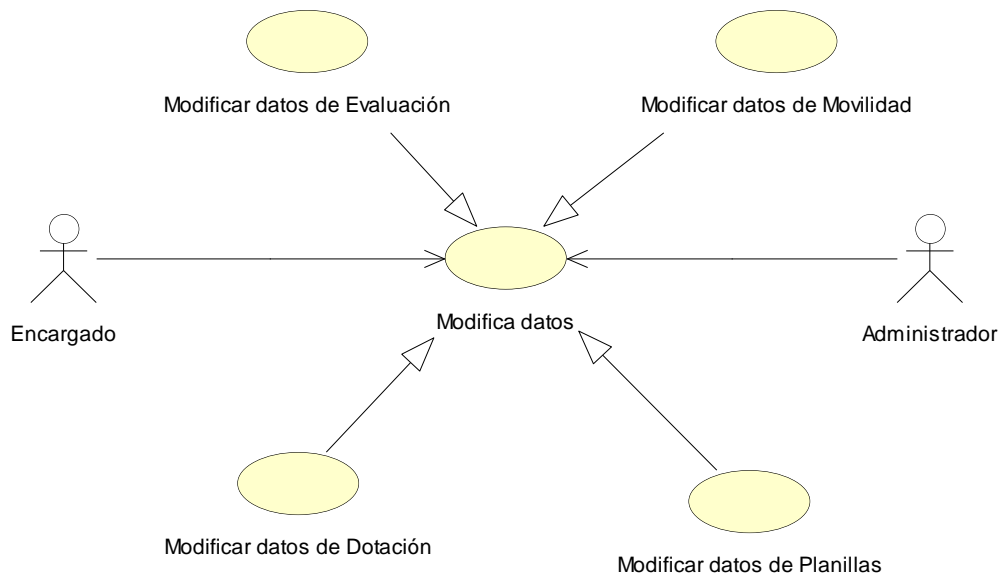 Modificar datos de Evaluación
Modificar datos de Movilidad
Encargado
Modifica datos
Administrador
Modificar datos de Dotación
Modificar datos de Planillas